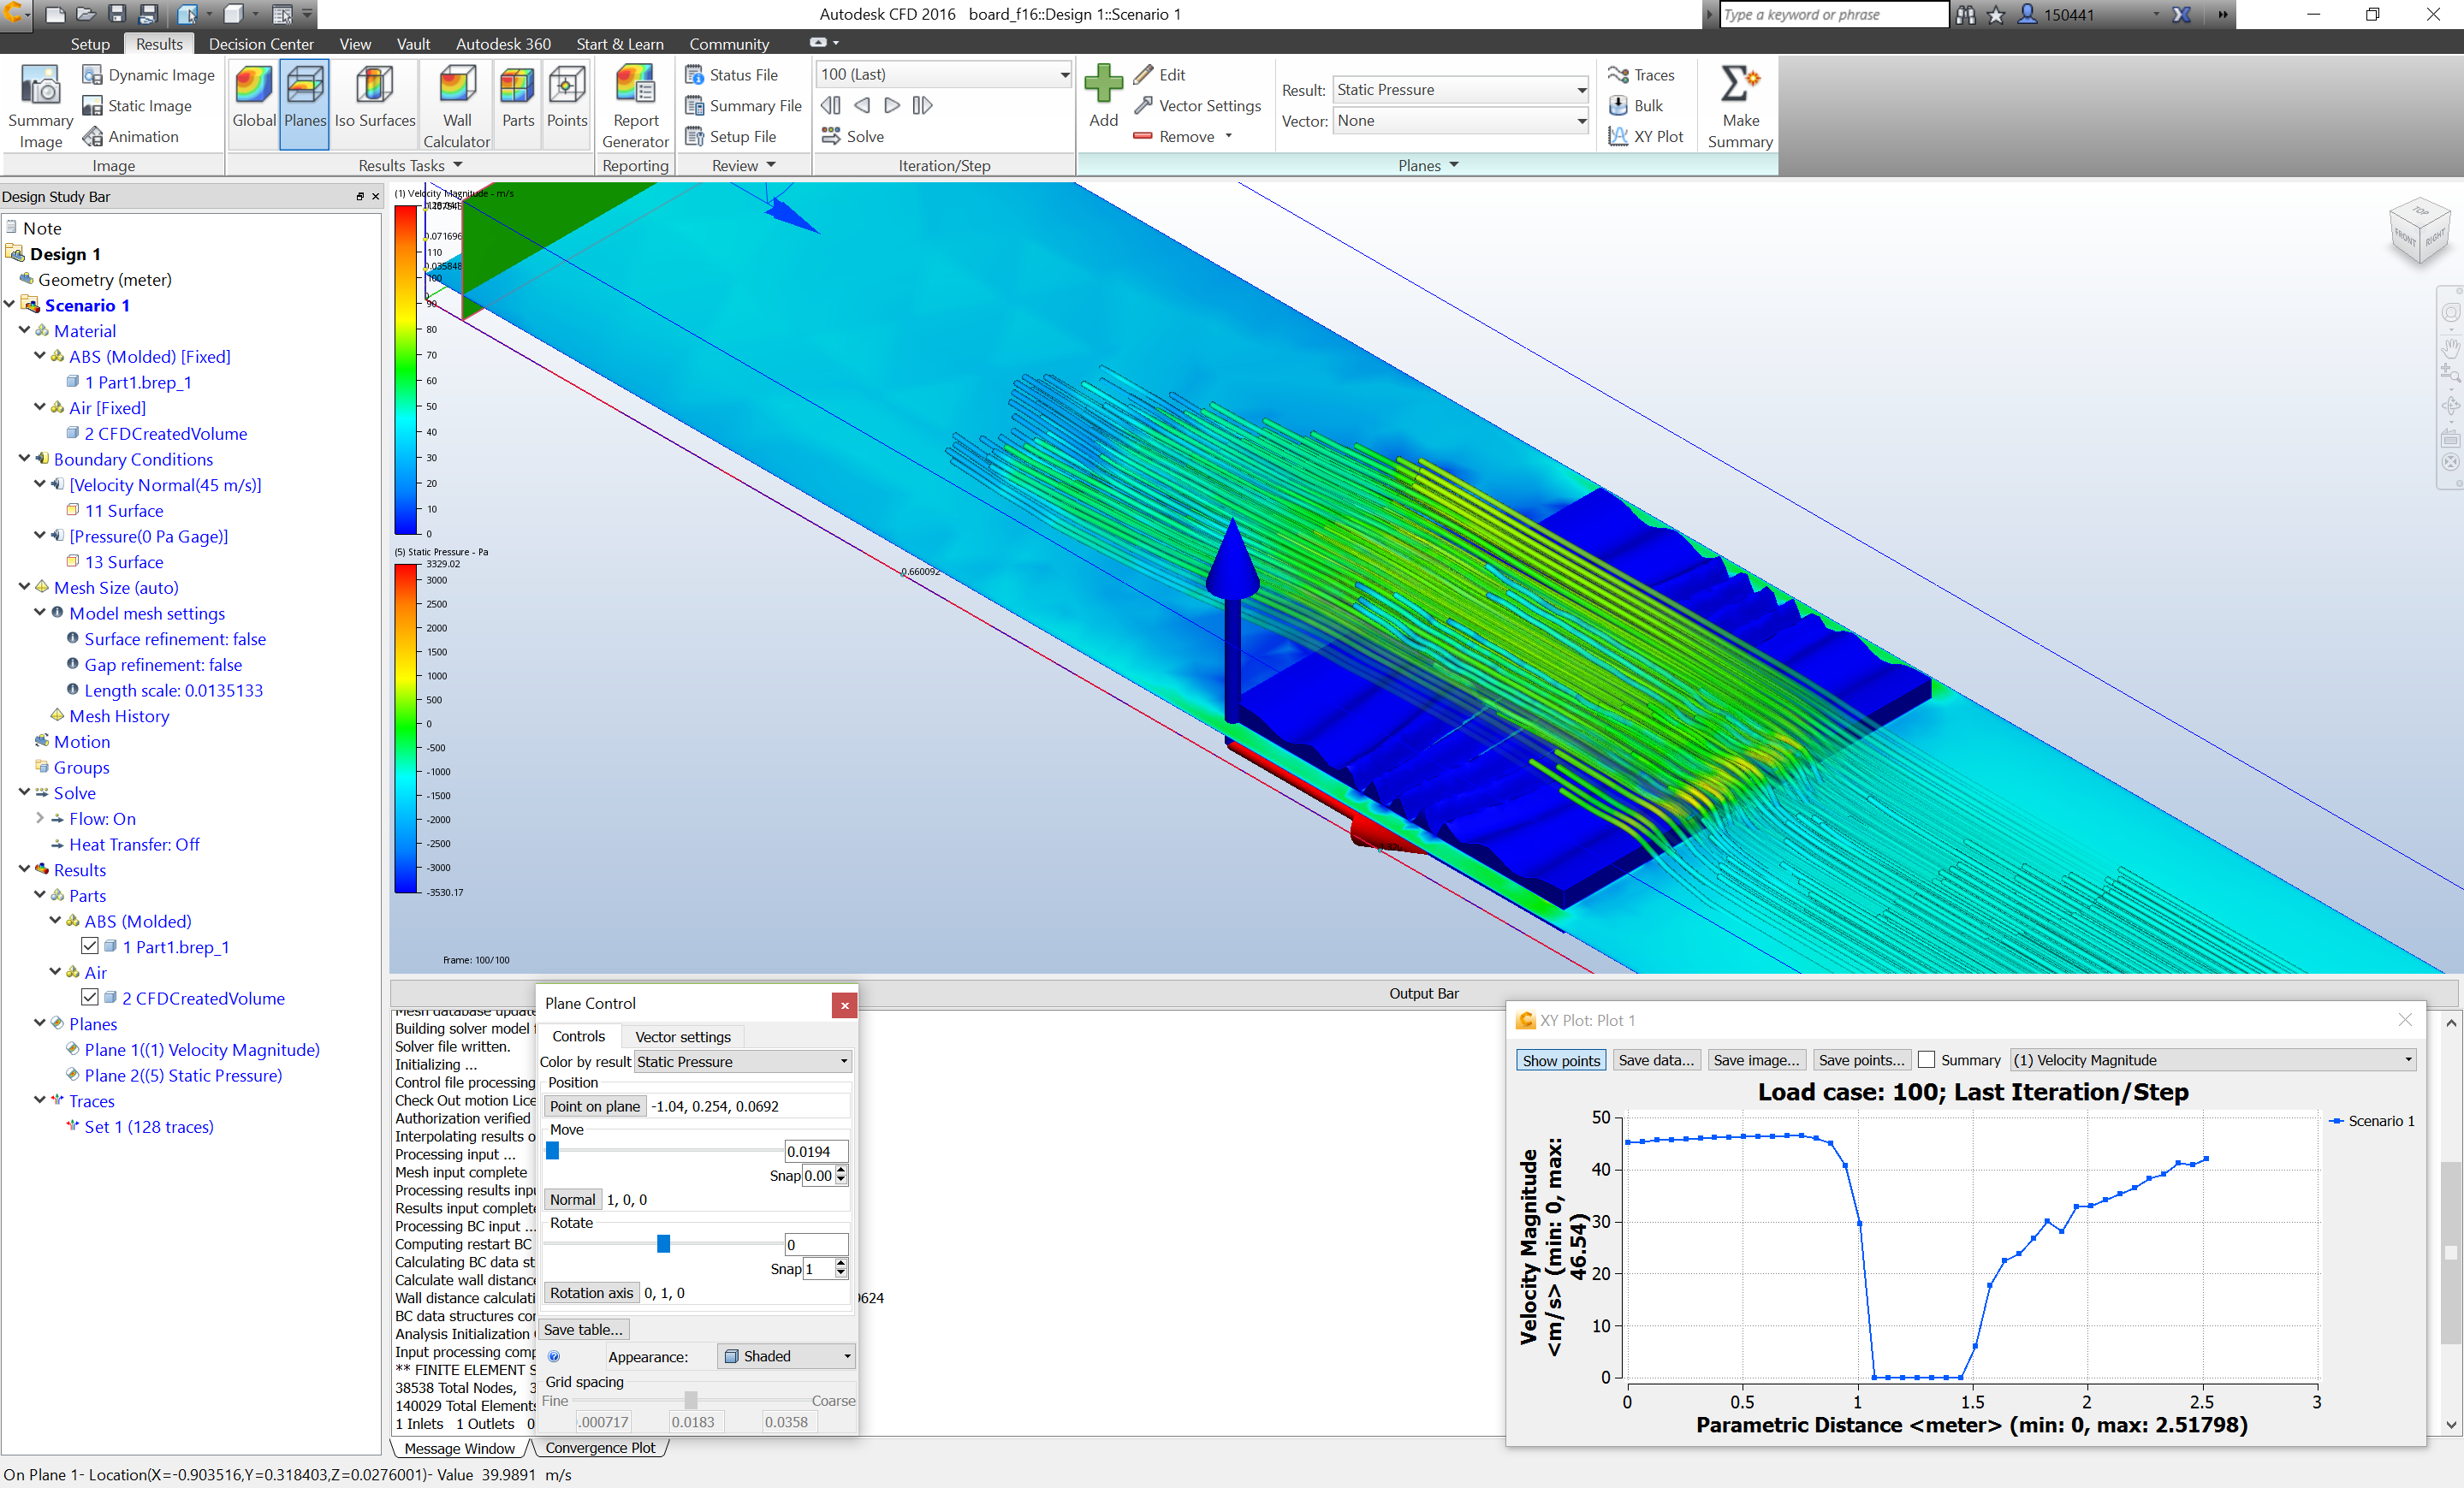 Autodesk CFD 2016 board_f16::Design 1::Scenario 1
Type a keyword or phrase
150441
Setup Results Decision Center View Vault Autodesk 360 Start & Learn Community
Summary Image
Dynamic Image
Static Image
Animation
Image
Global
Planes
Iso Surfaces
Wall Calculator
Parts
Points
Results Tasks
Report Generator
Reporting
Status File
Summary File
Setup File
Review
100 (Last)
Solve
Iteration/Step
Add
Edit
Vector Settings
Remove
Result: Static Pressure
Vector: None
Traces
Bulk
XY Plot
Make Summary
Planes
Design Study Bar
Note
Design 1
Geometry (meter)
Scenario 1
Material
ABS (Molded) [Fixed]
1 Part1.brep_1
Air [Fixed]
2 CFDCreatedVolume
Boundary Conditions
[Velocity Normal(45 m/s)]
11 Surface
[Pressure(0 Pa Gage)]
13 Surface
Mesh Size (auto)
Model mesh settings
Surface refinement: false
Gap refinement: false
Length scale: 0.0135133
Mesh History
Motion
Groups
Solve
Flow: On
Heat Transfer: Off
Results
Parts
ABS (Molded)
1 Part1.brep_1
Air
2 CFDCreatedVolume
Planes
Plane 1((1) Velocity Magnitude)
Plane 2((5) Static Pressure)
Traces
Set 1 (128 traces)
(1) Velocity Magnitude - m/s
0.071696
110
0.035848
100
90
80
70
60
50
40
30
20
10
0
(5) Static Pressure - Pa
3329.02
3000
2500
2000
1500
1000
500
0
-500
-1000
-1500
-2000
-2500
-3000
-3530.17
0.660092
Frame: 100/100
TOP
FRONT
RIGHT
Output Bar
Building solver model
Solver file written.
Initializing ...
Control file processing
Check Out motion Lice
Authorization verified
Interpolating results o
Processing input ...
Mesh input complete
Processing results inpu
Results input complete
Processing BC input ...
Computing restart BC
Calculating BC data st
Calculate wall distance
Wall distance calculati
9624
BC data structures co
Analysis Initialization
Input processing comp
** FINITE ELEMENT S
38538 Total Nodes, 3
140029 Total Elements
1 Inlets 1 Outlets 0
Message Window Convergence Plot
Plane Control
Controls Vector settings
Color by result Static Pressure
Position
Point on plane -1.04, 0.254, 0.0692
Move
0.0194
Snap 0.00
Normal 1, 0, 0
Rotate
0
Snap 1
Rotation axis 0, 1, 0
Save table...
Appearance: Shaded
Grid spacing
Fine Coarse
.000717 0.0183 0.0358
XY Plot: Plot 1
Show points Save data... Save image... Save points... Summary (1) Velocity Magnitude
Load case: 100; Last Iteration/Step
Scenario 1
Velocity Magnitude
<m/s> (min: 0, max:
46.54)
50
40
30
20
10
0
0 0.5 1 1.5 2 2.5 3
Parametric Distance <meter> (min: 0, max: 2.51798)
On Plane 1- Location(X=-0.903516,Y=0.318403,Z=0.0276001)- Value 39.9891 m/s